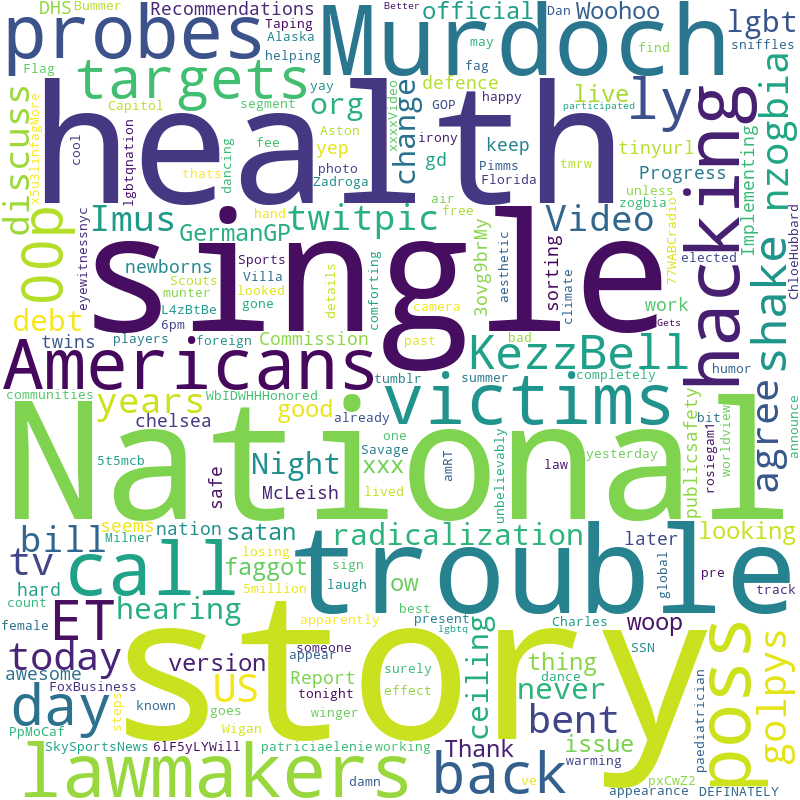 DHS Bummer Recommendations Better official Dan Woohoo lgbt
probes Murdoch
Taping Alaska helping may fag find sniffles
Flag targets defence live ly
yay segment org GOP happy participated
discuss health change hacking nzogbia
x5u3linfagWore Capitol Aston xxxxVideo tinyurl
cool lgbtqnation thats dancing fee yep irony keep tmrw
photo gd Pimms Progress
Zadroga Florida unless zogbia Implementing
OOp Imus twitpic air free Video
eyewitnessnyc hand GermanGP 3ovg9brMy aesthetic sorting 77WABCradio elected ChloeHubbard
newborns Sports details comforting climate shake
Scouts Villa looked
munter gone camera work
debt L4zBtBe Commission past Gets
6pm single
twins players foreign bad humor
Americans tumblr summer KezzBell completely
communities WbIDWHHHonored already victims agree bit announce
years good
chelsea one yesterday publicsafety rosiegam1 worldview
5t5mcb Night Savage xxx amRT unbelievably law
safe McLeish lived
National
bill seems nation satan radicalization later looking
Milner
tv call losing sign trouble pre
hard faggot laugh ow global track
count 5million best
female hearing apparently present lgbtq Charles woop SSN
ET someone
today version appear surely ceiling thing dance poss golpys
awesome FoxBusiness US Report tonight effect never paediatrician
day steps known goes winger story bent
PpMoCaf Wigan
SkySportsNews 6lF5yLYWill patriciaelenieworking Thank issue
lawmakers damn back ve warming pxCwZ2
appearance DEFINATELY